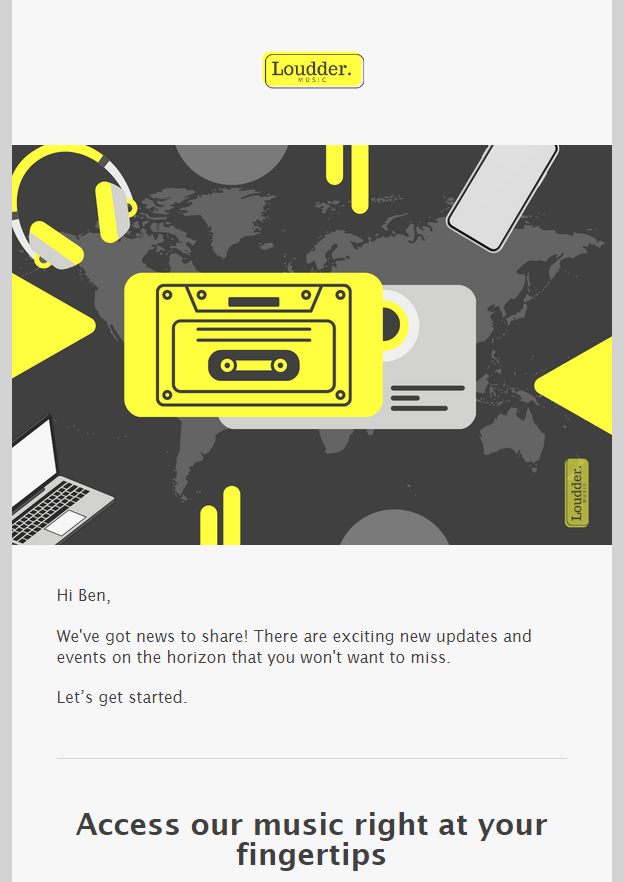 Loudder.
MUSIC
Loudder.
MUSIC
Hi Ben,
We've got news to share! There are exciting new updates and
events on the horizon that you won't want to miss.
Let’s get started.
Access our music right at your
fingertips